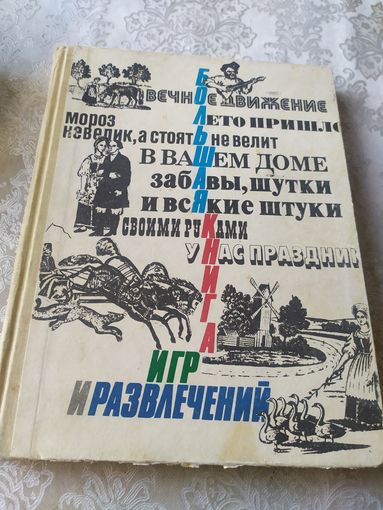 ВЕЧНОЕ ДВИЖЕНИЕ
ЛЕТО ПРИШЛО
мороз
невелик, а стоять не велит
В ВАШЕМ ДОМЕ
забавы, шутки
и всякие штуки
СВОИМИ РУКАМИ
У НАС ПРАЗДНИК
БОЛЬШАЯ КНИГА
ИГР
И РАЗВЛЕЧЕНИЙ